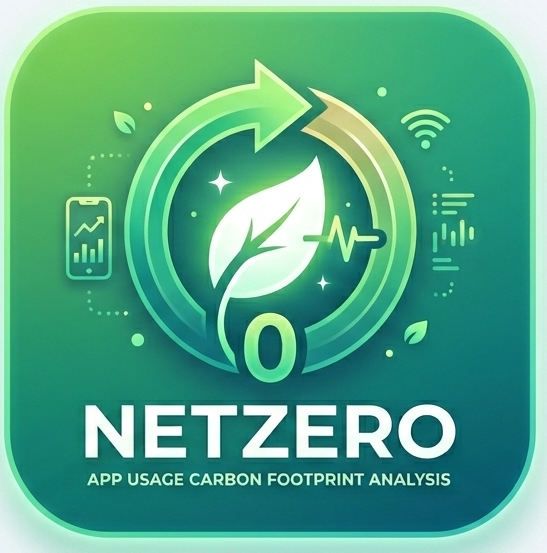 0
NETZERO
APP USAGE CARBON FOOTPRINT ANALYSIS